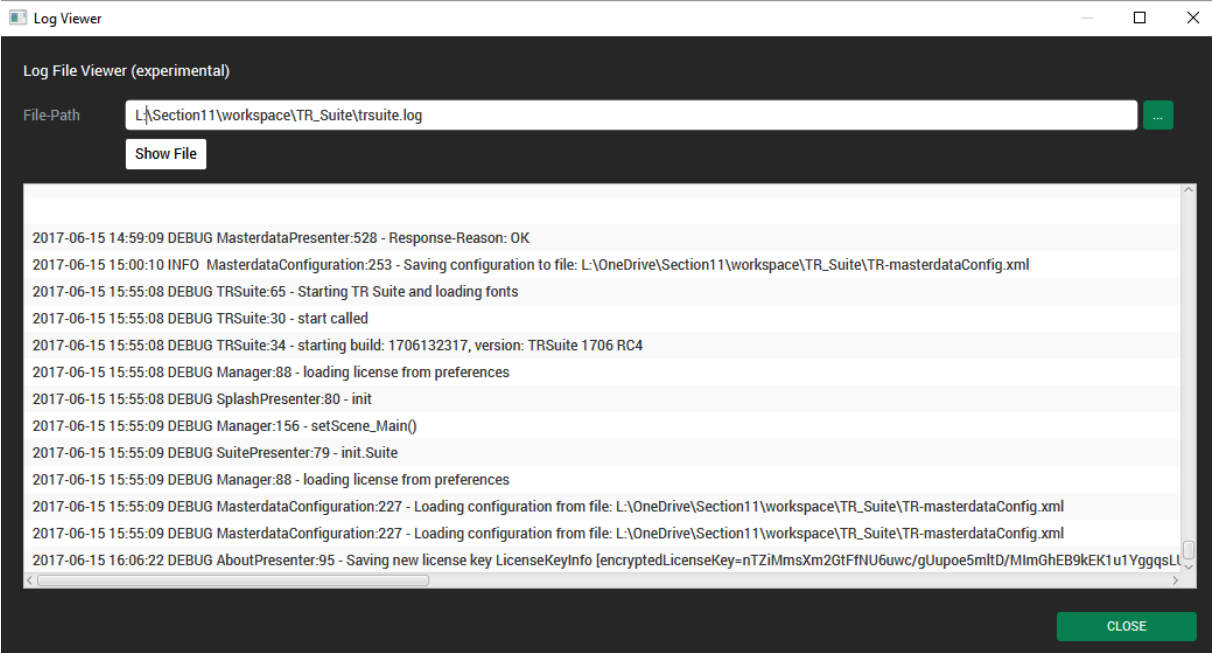 Log Viewer
Log File Viewer (experimental)
File-Path L:\Section11\workspace\TR_Suite\trsuite.log ...
Show File
2017-06-15 14:59:09 DEBUG MasterdataPresenter:528 - Response-Reason: OK
2017-06-15 15:00:10 INFO  MasterdataConfiguration:253 - Saving configuration to file: L:\OneDrive\Section11\workspace\TR_Suite\TR-masterdataConfig.xml
2017-06-15 15:55:08 DEBUG TRSuite:65 - Starting TR Suite and loading fonts
2017-06-15 15:55:08 DEBUG TRSuite:30 - start called
2017-06-15 15:55:08 DEBUG TRSuite:34 - starting build: 1706132317, version: TRSuite 1706 RC4
2017-06-15 15:55:08 DEBUG Manager:88 - loading license from preferences
2017-06-15 15:55:08 DEBUG SplashPresenter:80 - init
2017-06-15 15:55:09 DEBUG Manager:156 - setScene_Main()
2017-06-15 15:55:09 DEBUG SuitePresenter:79 - init.Suite
2017-06-15 15:55:09 DEBUG Manager:88 - loading license from preferences
2017-06-15 15:55:09 DEBUG MasterdataConfiguration:227 - Loading configuration from file: L:\OneDrive\Section11\workspace\TR_Suite\TR-masterdataConfig.xml
2017-06-15 15:55:09 DEBUG MasterdataConfiguration:227 - Loading configuration from file: L:\OneDrive\Section11\workspace\TR_Suite\TR-masterdataConfig.xml
2017-06-15 16:06:22 DEBUG AboutPresenter:95 - Saving new license key LicenseKeyInfo
CLOSE